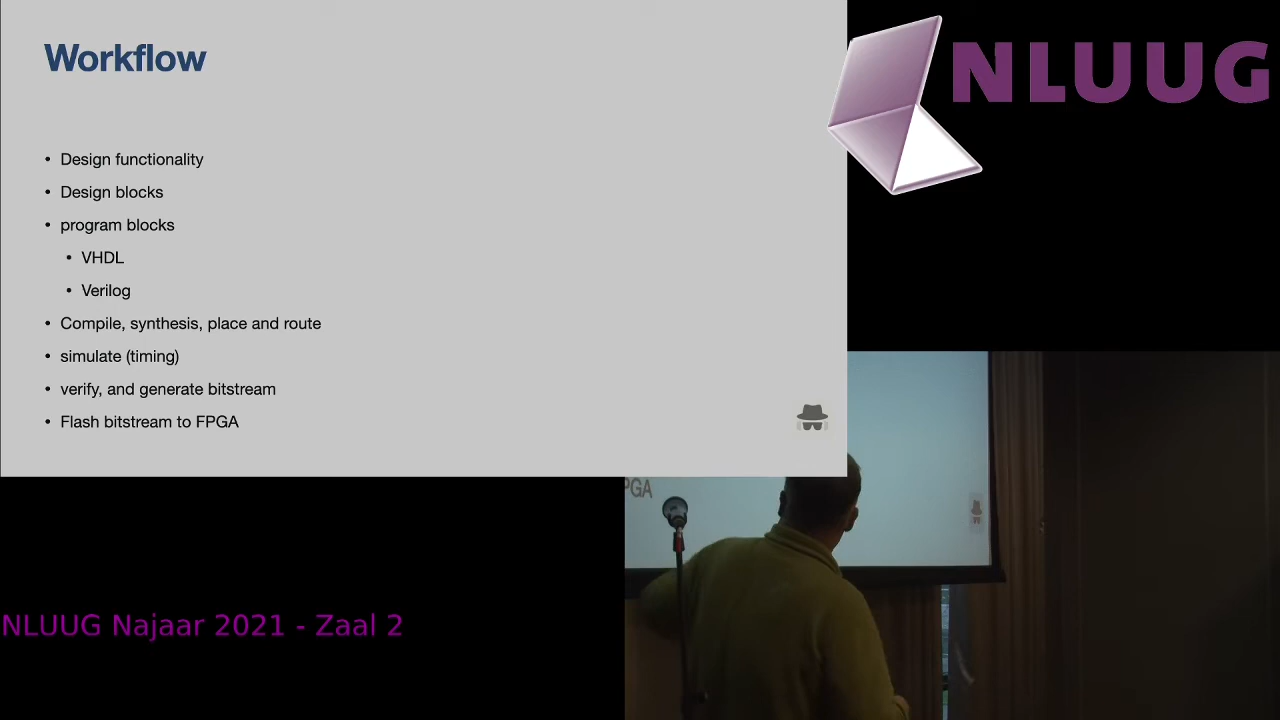 Workflow
NLUUG
• Design functionality
• Design blocks
• program blocks
• VHDL
• Verilog
• Compile, synthesis, place and route
• simulate (timing)
• verify, and generate bitstream
• Flash bitstream to FPGA
PGA
NLUUG Najaar 2021 - Zaal 2